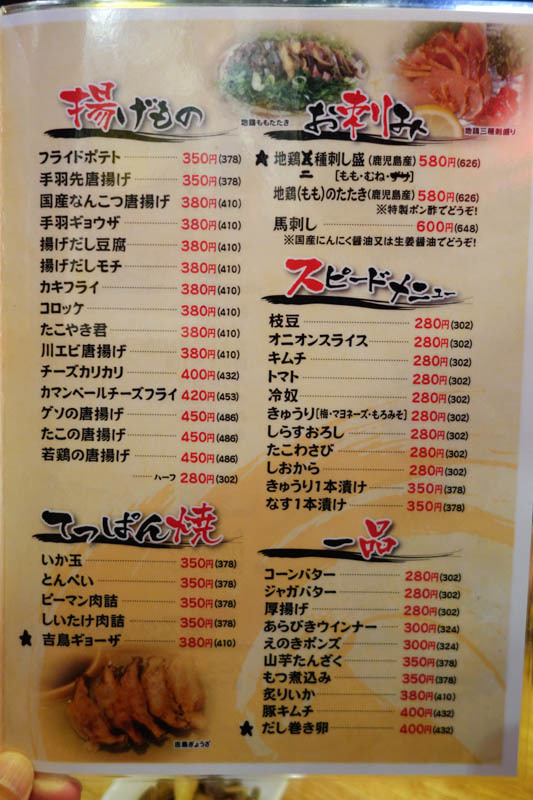 揚げもの
フライドポテト 350円(378)
手羽先唐揚げ 350円(378)
国産なんこつ唐揚げ 380円(410)
手羽ギョウザ 380円(410)
揚げだし豆腐 380円(410)
揚げだしモチ 380円(410)
カキフライ 380円(410)
コロッケ 380円(410)
たこやき君 380円(410)
川エビ唐揚げ 380円(410)
チーズカリカリ 400円(432)
カマンベールチーズフライ 420円(453)
ゲソの唐揚げ 450円(486)
たこの唐揚げ 450円(486)
若鶏の唐揚げ 450円(486)
ハーフ 280円(302)
てっぱん焼
いか玉 350円(378)
とんぺい 350円(378)
ピーマン肉詰 350円(378)
しいたけ肉詰 350円(378)
★吉鳥ギョーザ 380円(410)
吉鳥ぎょうざ
地鶏ももたたき
地鶏三種刺盛り
お刺み
★地鶏二種刺し盛(鹿児島産) 580円(626)
[もも・むね・ずり]
地鶏(もも)のたたき(鹿児島産) 580円(626)
※特製ポン酢でどうぞ!
馬刺し 600円(648)
※国産にんにく醤油又は生姜醤油でどうぞ!
スピードメニュー
枝豆 280円(302)
オニオンスライス 280円(302)
キムチ 280円(302)
トマト 280円(302)
冷奴 280円(302)
きゅうり[梅・マヨネーズ・もろみそ] 280円(302)
しらすおろし 280円(302)
たこわさび 280円(302)
しおから 280円(302)
きゅうり1本漬け 350円(378)
なす1本漬け 350円(378)
一品
コーンバター 280円(302)
ジャガバター 280円(302)
厚揚げ 280円(302)
あらびきウインナー 300円(324)
えのきポンズ 300円(324)
山芋たんざく 350円(378)
もつ煮込み 350円(378)
炙りいか 380円(410)
豚キムチ 400円(432)
★だし巻き卵 400円(432)